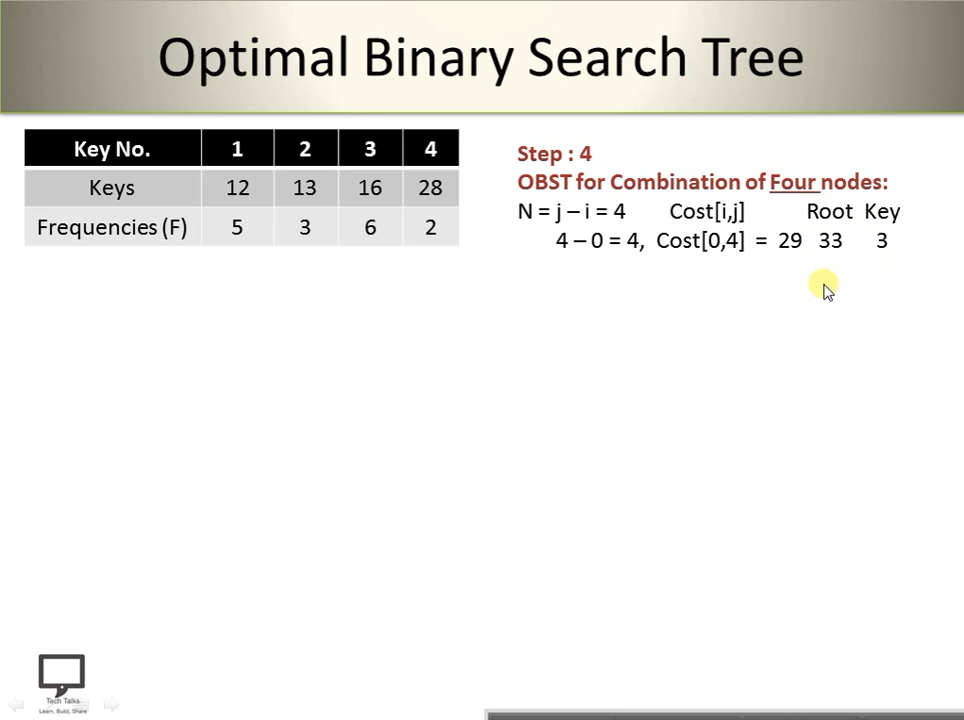 Optimal Binary Search Tree
Key No. 1 2 3 4
Keys 12 13 16 28
Frequencies (F) 5 3 6 2
Step : 4
OBST for Combination of Four nodes:
N = j – i = 4 Cost[i,j] Root Key
4 – 0 = 4, Cost[0,4] = 29 33 3
Tech Talks
Learn, Build, Share